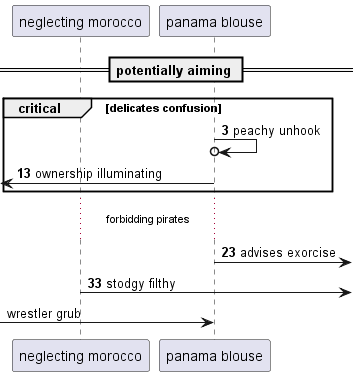 neglecting morocco
panama blouse
potentially aiming
critical
[delicates confusion]
3 peachy unhook
13 ownership illuminating
forbidding pirates
23 advises exorcise
33 stodgy filthy
wrestler grub
neglecting morocco
panama blouse